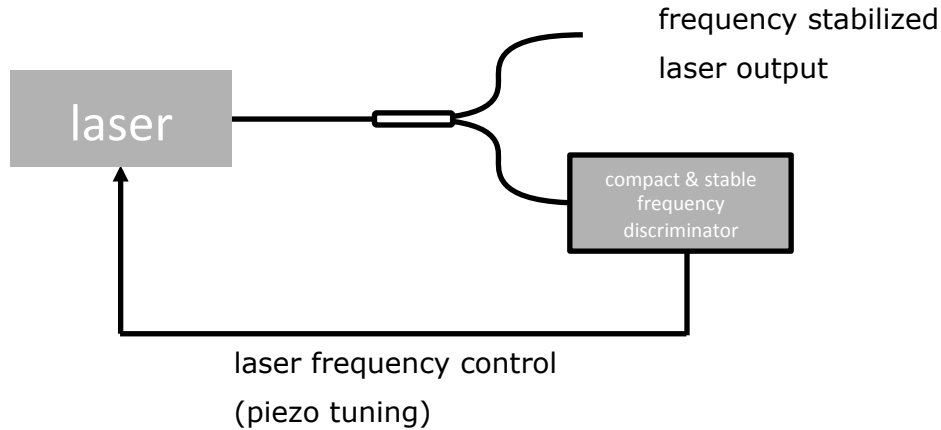 frequency stabilized
laser output
laser
compact & stable
frequency
discriminator
laser frequency control
(piezo tuning)